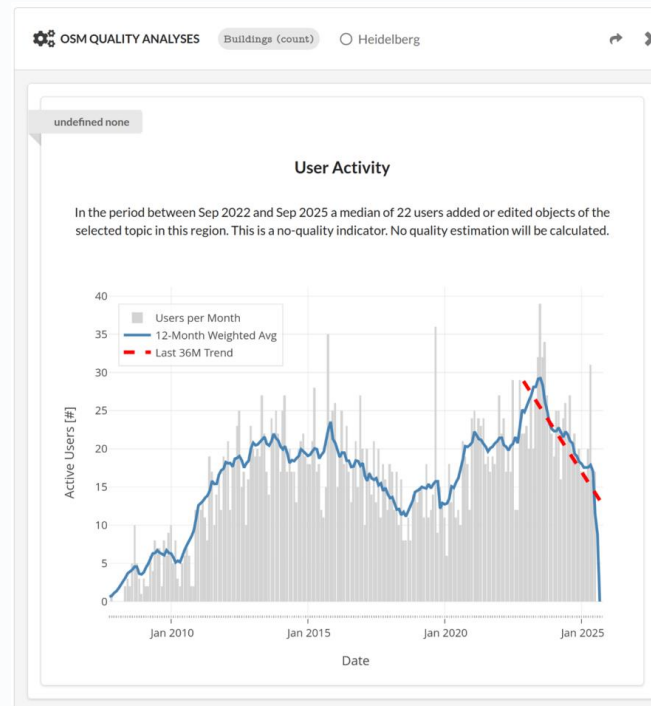 OSM QUALITY ANALYSES Buildings (count) Heidelberg
undefined none
User Activity
In the period between Sep 2022 and Sep 2025 a median of 22 users added or edited objects of the
selected topic in this region. This is a no-quality indicator. No quality estimation will be calculated.
40
35
30
25
20
15
10
5
0
Users per Month
12-Month Weighted Avg
Last 36M Trend
Active Users [#]
Jan 2010 Jan 2015 Jan 2020 Jan 2025
Date